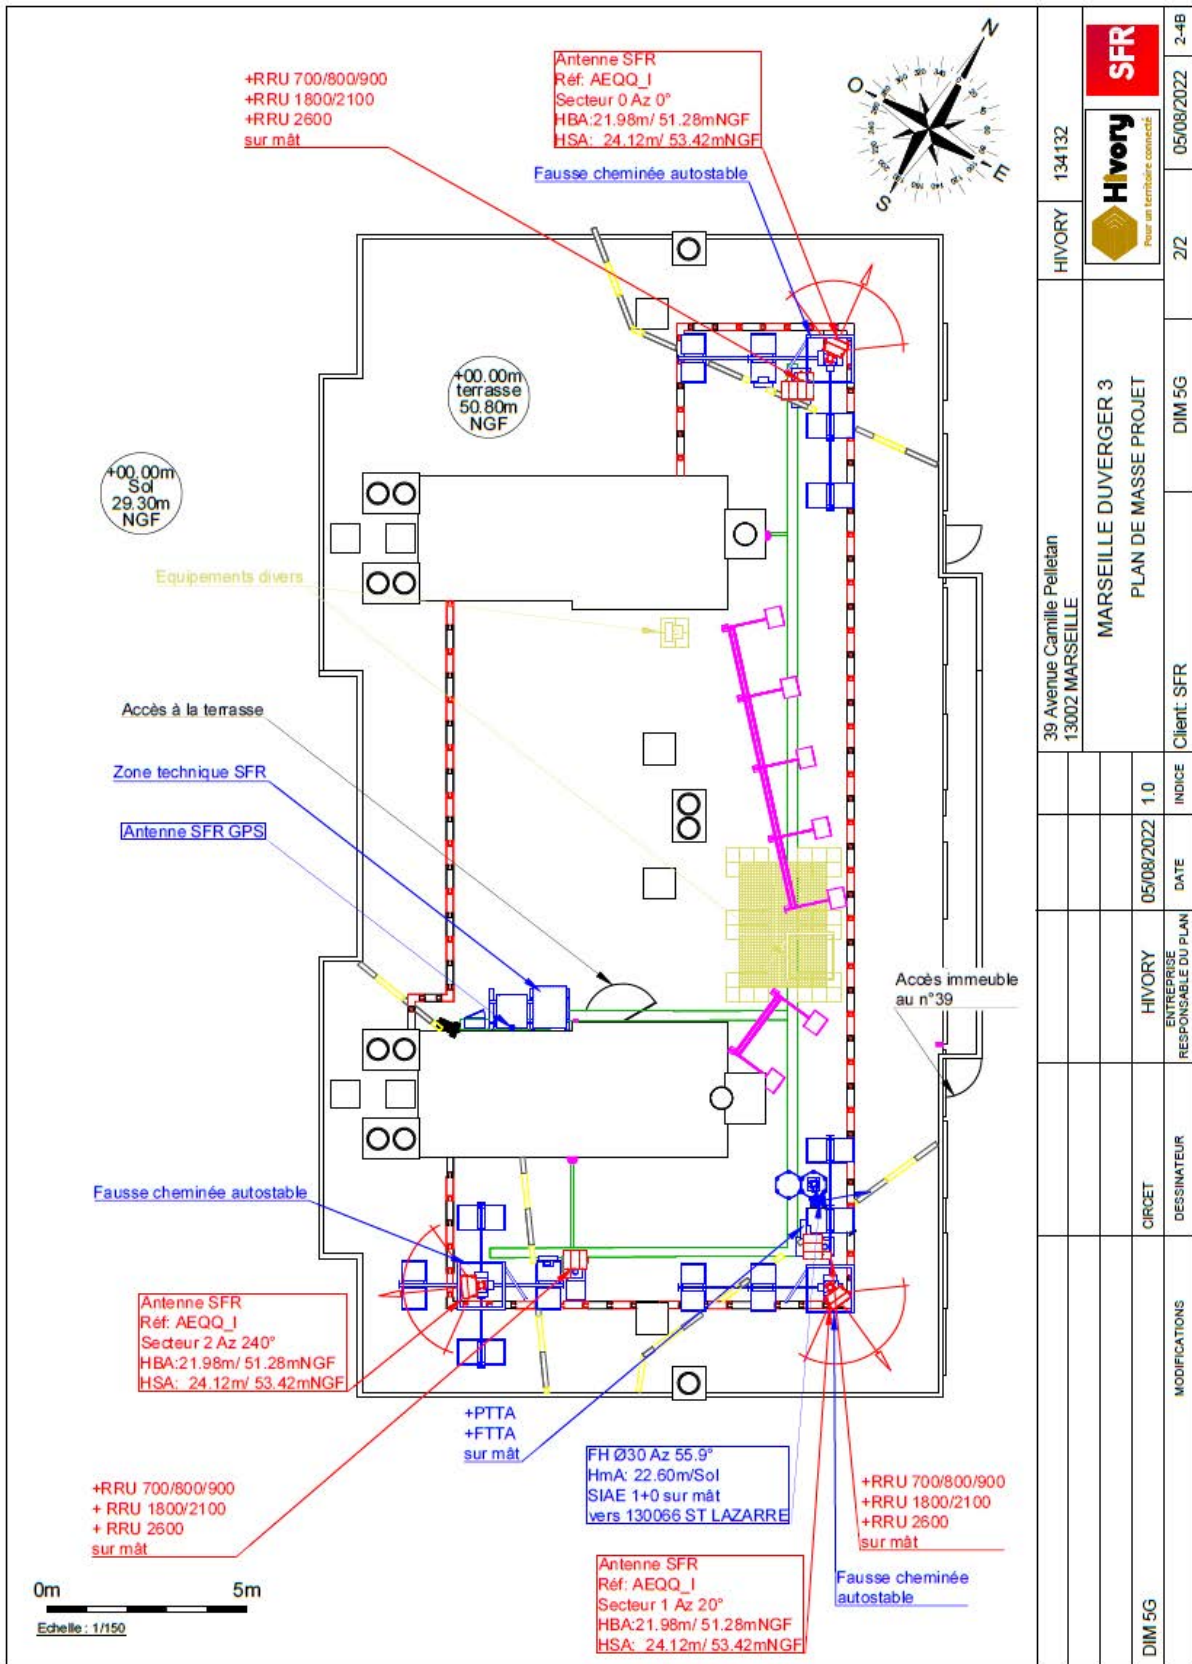 +RRU 700/800/900
+RRU 1800/2100
+RRU 2600
sur mât
Antenne SFR
Réf: AEQQ_I
Secteur 0 Az 0°
HBA:21.98m/ 51.28mNGF
HSA: 24.12m/ 53.42mNGF
Fausse cheminée autostable
N
O
E
S
+00.00m
terrasse
50.80m
NGF
+00.00m
Sol
29.30m
NGF
Equipements divers
Accès à la terrasse
Zone technique SFR
Antenne SFR GPS
Accès immeuble
au n°39
Fausse cheminée autostable
Antenne SFR
Réf: AEQQ_I
Secteur 2 Az 240°
HBA:21.98m/ 51.28mNGF
HSA: 24.12m/ 53.42mNGF
+PTTA
+FTTA
sur mât
FH Ø30 Az 55.9°
HmA: 22.60m/Sol
SIAE 1+0 sur mât
vers 130066 ST LAZARRE
+RRU 700/800/900
+ RRU 1800/2100
+ RRU 2600
sur mât
+RRU 700/800/900
+RRU 1800/2100
+RRU 2600
sur mât
Antenne SFR
Réf: AEQQ_I
Secteur 1 Az 20°
HBA:21.98m/ 51.28mNGF
HSA: 24.12m/ 53.42mNGF
Fausse cheminée
autostable
0m 5m
Echelle : 1/150
DIM 5G
MODIFICATIONS
CIRCET
DESSINATEUR
HIVORY
ENTREPRISE
RESPONSABLE DU PLAN
05/08/2022
DATE
1.0
INDICE
39 Avenue Camille Pelletan
13002 MARSEILLE
HIVORY
134132
MARSEILLE DUVERGER 3
PLAN DE MASSE PROJET
Hivory
Pour un territoire connecté
SFR
Client: SFR
DIM 5G
2/2
05/08/2022
2-4B